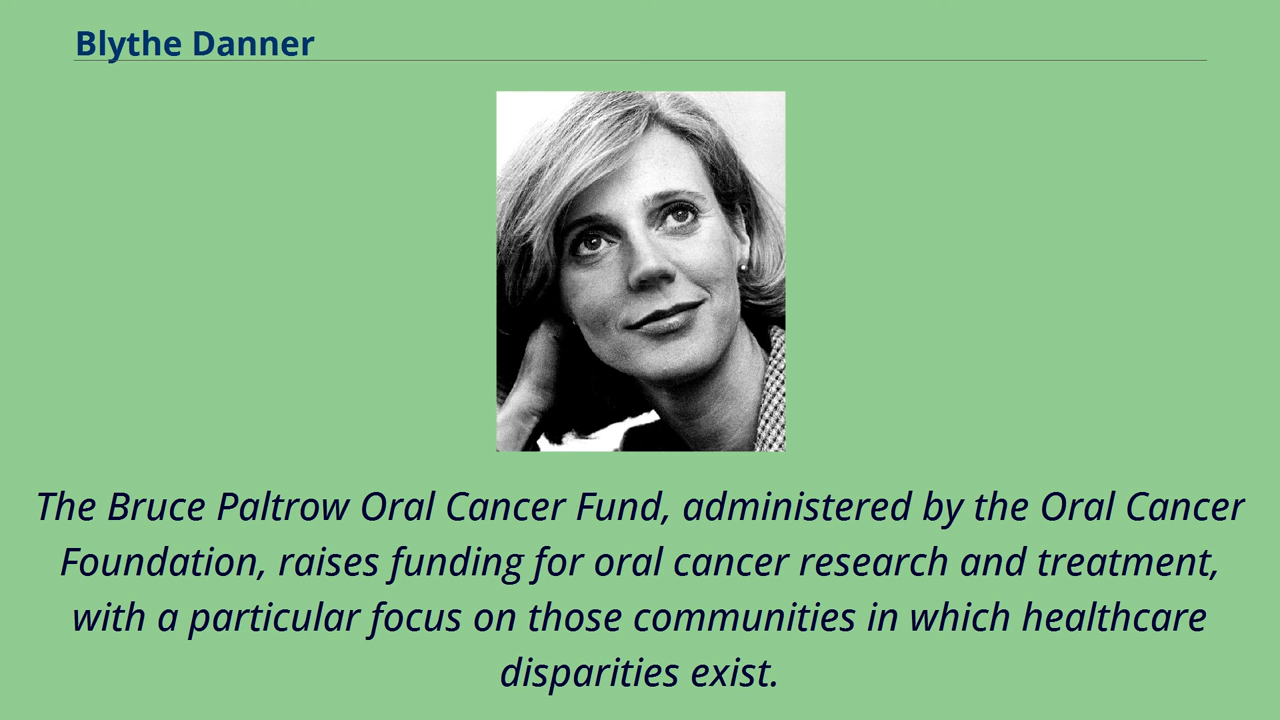 Blythe Danner
The Bruce Paltrow Oral Cancer Fund, administered by the Oral Cancer
Foundation, raises funding for oral cancer research and treatment,
with a particular focus on those communities in which healthcare
disparities exist.